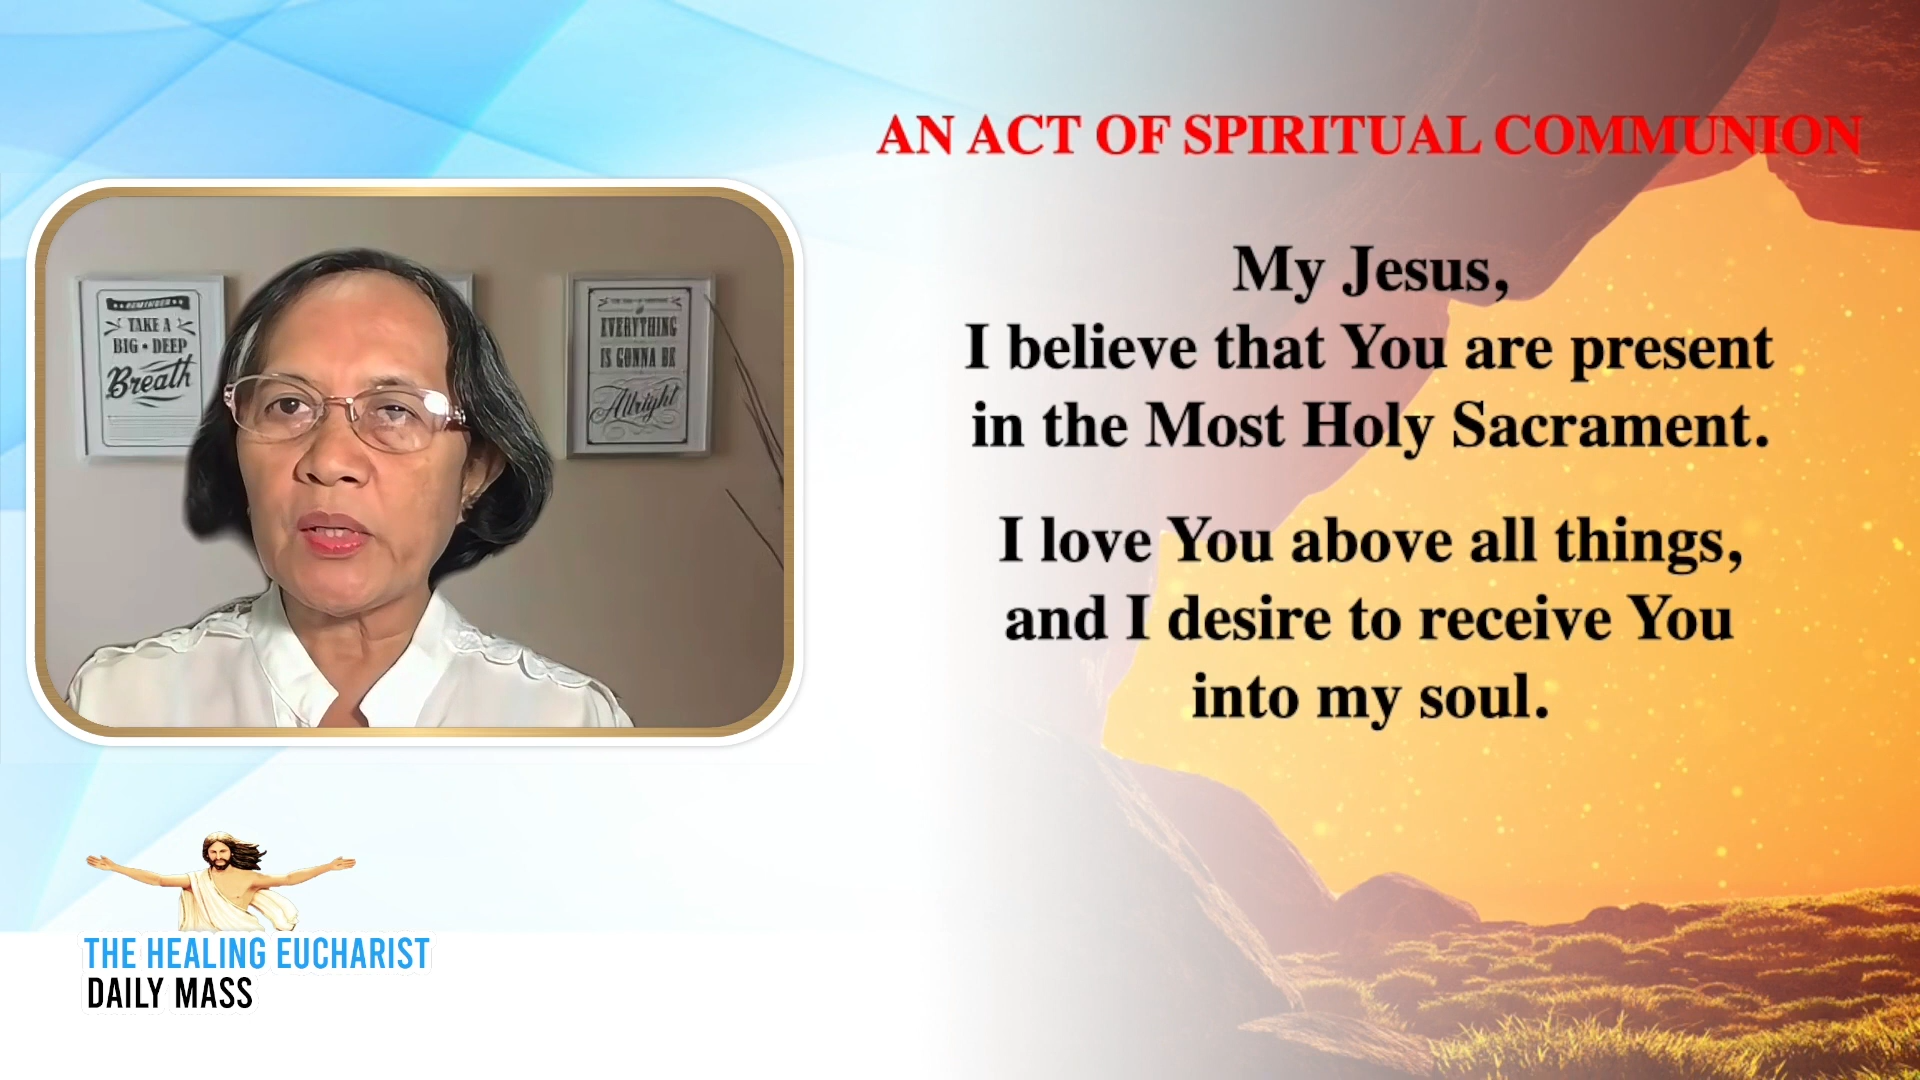 AN ACT OF SPIRITUAL COMMUNION
My Jesus,
I believe that You are present
in the Most Holy Sacrament.
I love You above all things,
and I desire to receive You
into my soul.
REMINDER
TAKE A
BIG • DEEP
Breath
EVERYTHING
IS GONNA BE
Allright
THE HEALING EUCHARIST
DAILY MASS